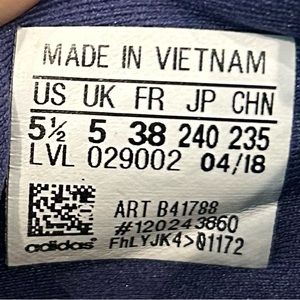 MADE IN VIETNAM
US UK FR JP CHN
5½ 5 38 240 235
LVL 029002 04/18
ART B41788
#120243860
adidas FhLYJK4>01172